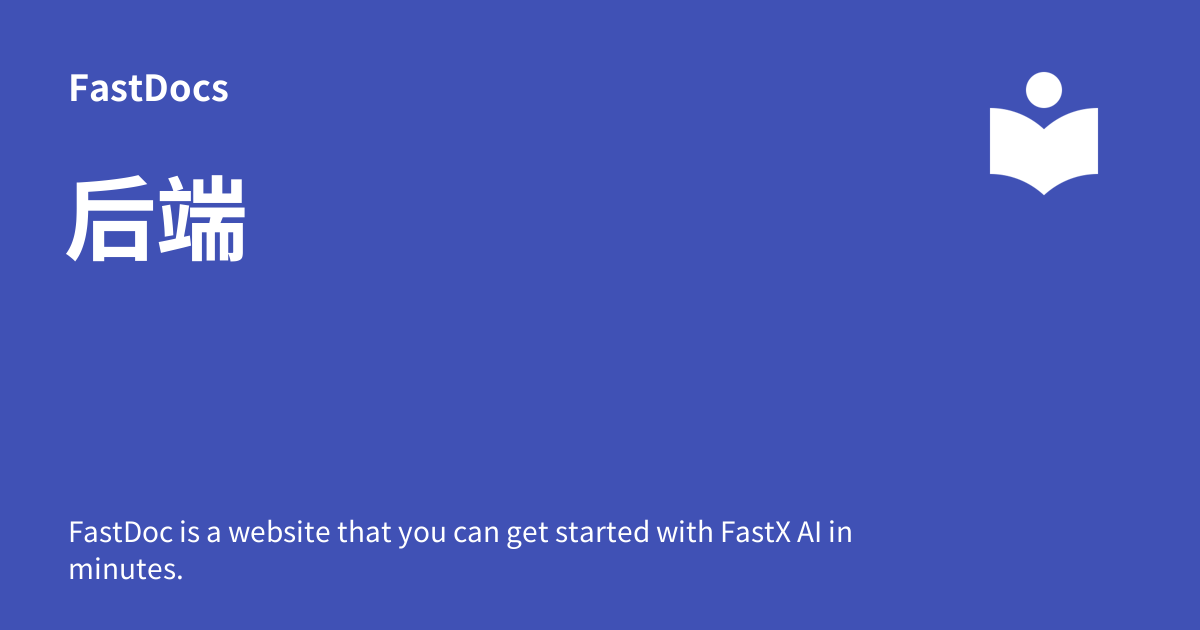 FastDocs
后端
FastDoc is a website that you can get started with FastX AI in
minutes.